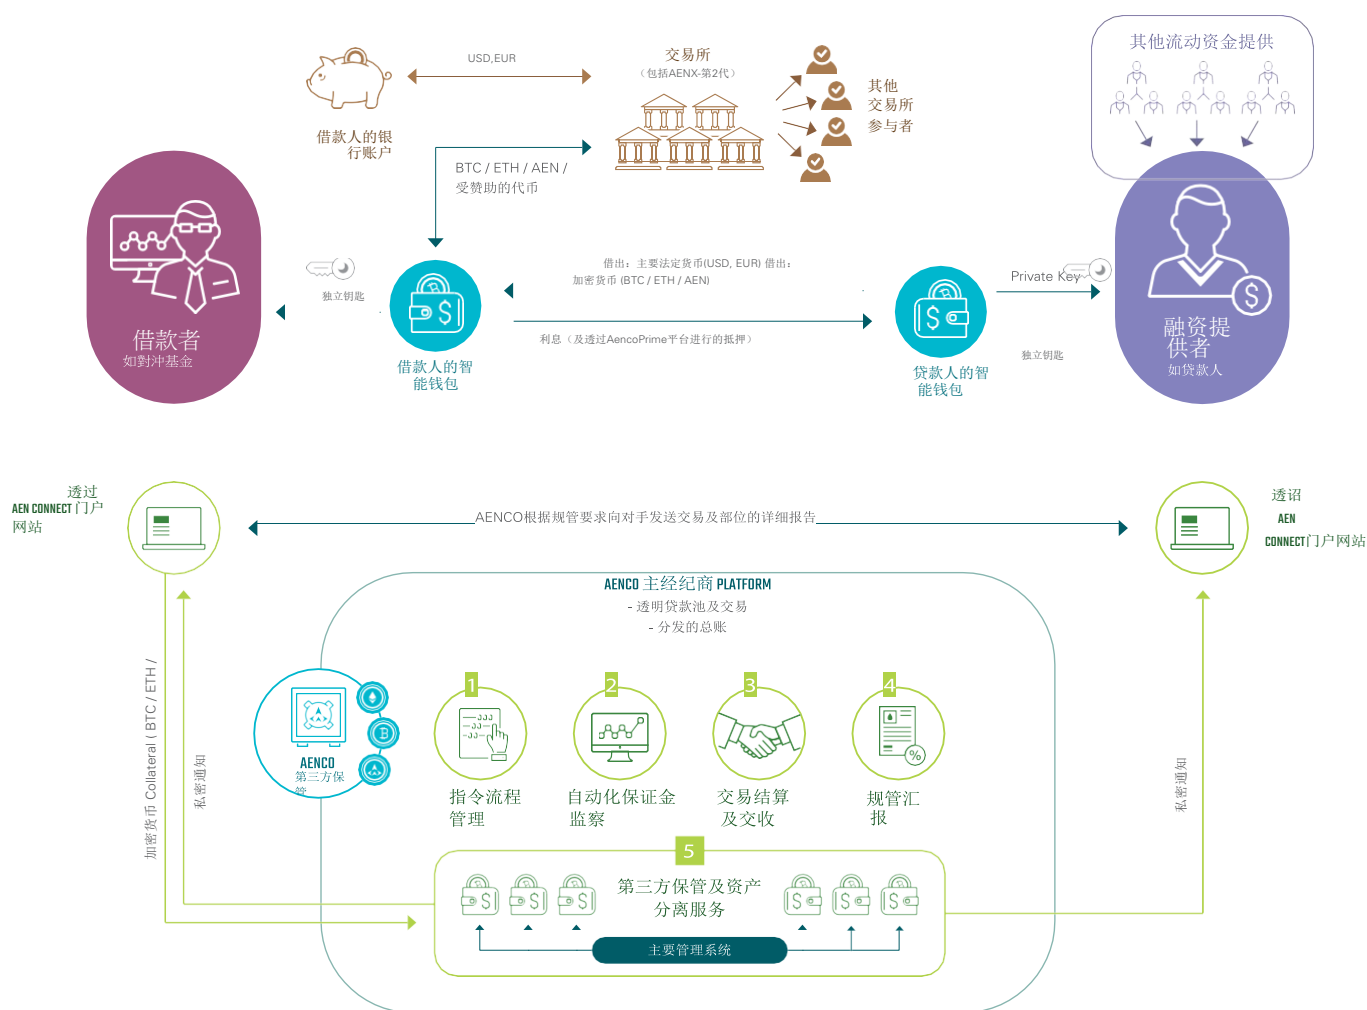 其他流动资金提供
USD,EUR
交易所
（包括AENX-第2代）
其他
交易所
参与者
借款人的银
行账户
BTC / ETH / AEN /
受赞助的代币
借款者
如對沖基金
独立钥匙
借款人的智
能钱包
借出：主要法定货币(USD, EUR) 借出：
加密货币 (BTC / ETH / AEN)
利息（及透过AencoPrime平台进行的抵押）
贷款人的智
能钱包
Private Key
独立钥匙
融资提
供者
如贷款人
透过
AEN CONNECT 门户
网站
AENCO根据规管要求向对手发送交易及部位的详细报告
透诏
AEN
CONNECT门户网站
AENCO 主经纪商 PLATFORM
- 透明贷款池及交易
- 分发的总账
加密货币 Collateral ( BTC / ETH /
私密通知
AENCO
第三方保
管
1
指令流程
管理
2
自动化保证金
监察
3
交易结算
及交收
4
规管汇
报
私密通知
5
第三方保管及资产
分离服务
主要管理系统